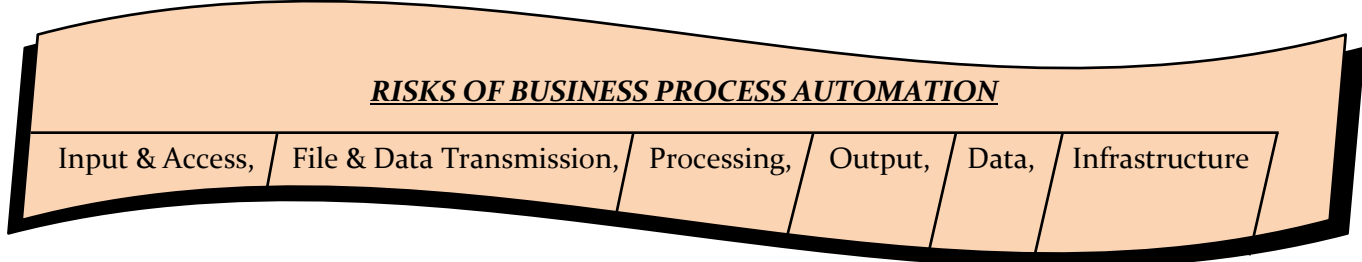 RISKS OF BUSINESS PROCESS AUTOMATION
Input & Access, File & Data Transmission, Processing, Output, Data, Infrastructure